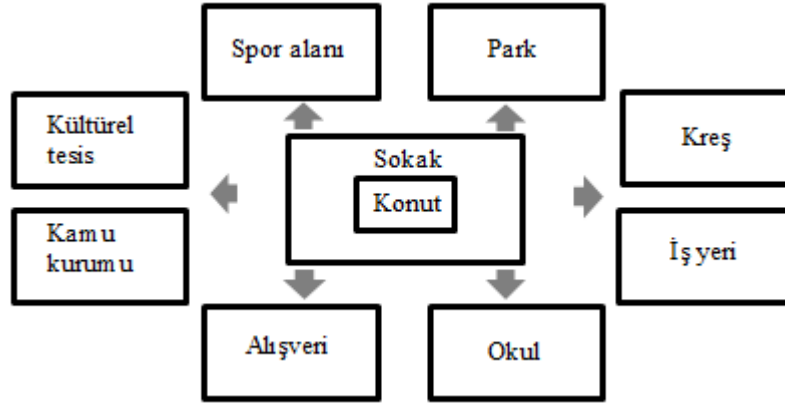 Spor alanı
Park
Kültürel
tesis
Kreş
Sokak
Konut
Kamu
kurumu
İş yeri
Alışveri
Okul